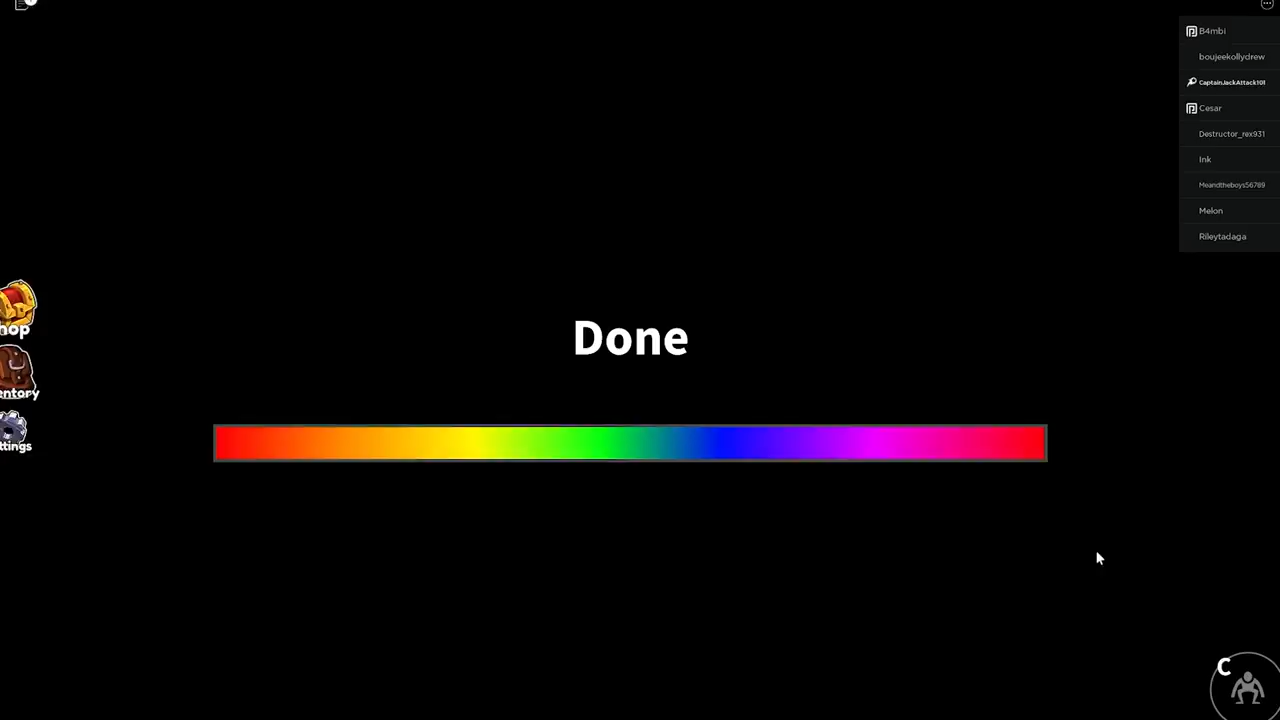 B4mbi
boujeekollydrew
CaptainJackAttack101
Cesar
Destructor_rex931
Ink
Meandtheboys56789
Melon
Rileytadaga
hop
entory
ttings
Done
C